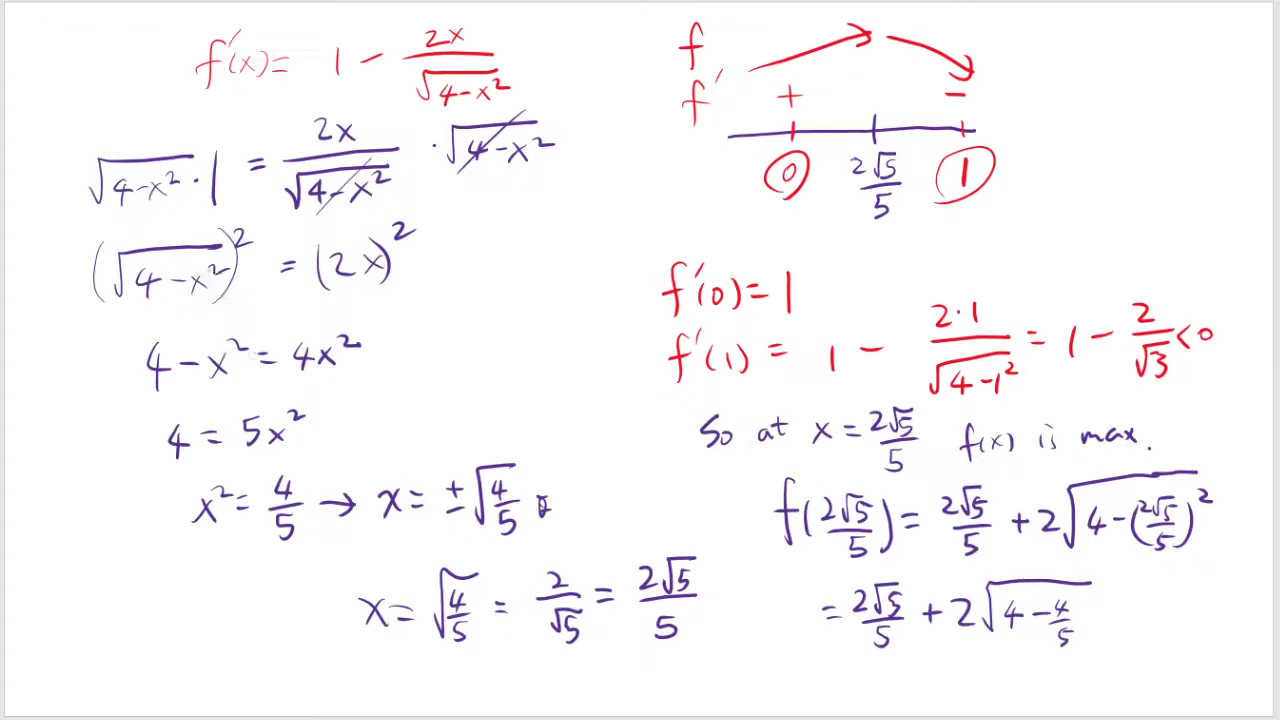 f'(x) = 1 - 2x/√(4-x²)
√(4-x²) · 1 = 2x/√(4-x²) · √(4-x²)
(√(4-x²))² = (2x)²
4 - x² = 4x²
4 = 5x²
x² = 4/5 → x = ±√(4/5)
x = √(4/5) = 2/√5 = 2√5/5
f
f' + -
0 2√5/5 1
f'(0) = 1
f'(1) = 1 - 2·1/√(4-1²) = 1 - 2/√3 < 0
So at x = 2√5/5 f(x) is max.
f(2√5/5) = 2√5/5 + 2√(4-(2√5/5)²)
= 2√5/5 + 2√(4-4/5)